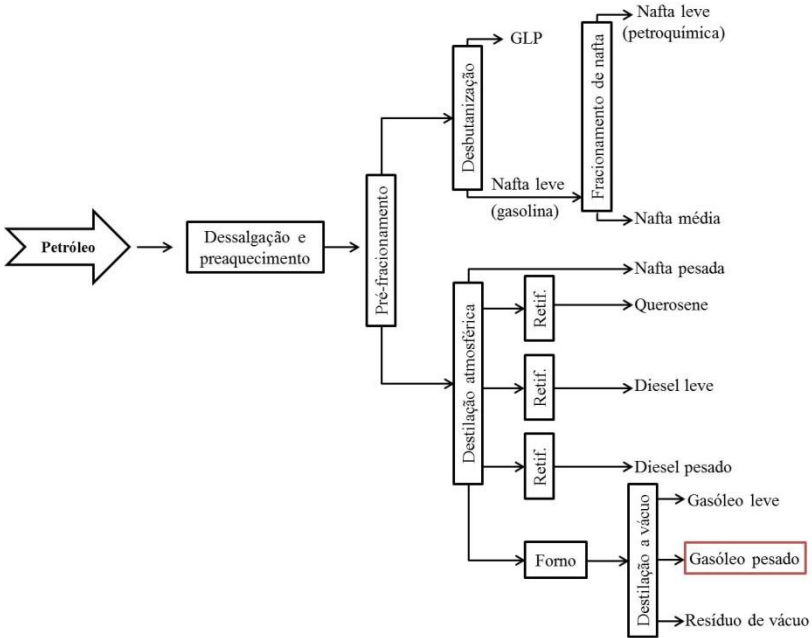 Petróleo
Dessalgação e
preaquecimento
Pré-fracionamento
Desbutanização
GLP
Nafta leve
(gasolina)
Fracionamento de nafta
Nafta leve
(petroquímica)
Nafta média
Destilação atmosférica
Nafta pesada
Retif.
Querosene
Retif.
Diesel leve
Retif.
Diesel pesado
Forno
Destilação a vácuo
Gasóleo leve
Gasóleo pesado
Resíduo de vácuo